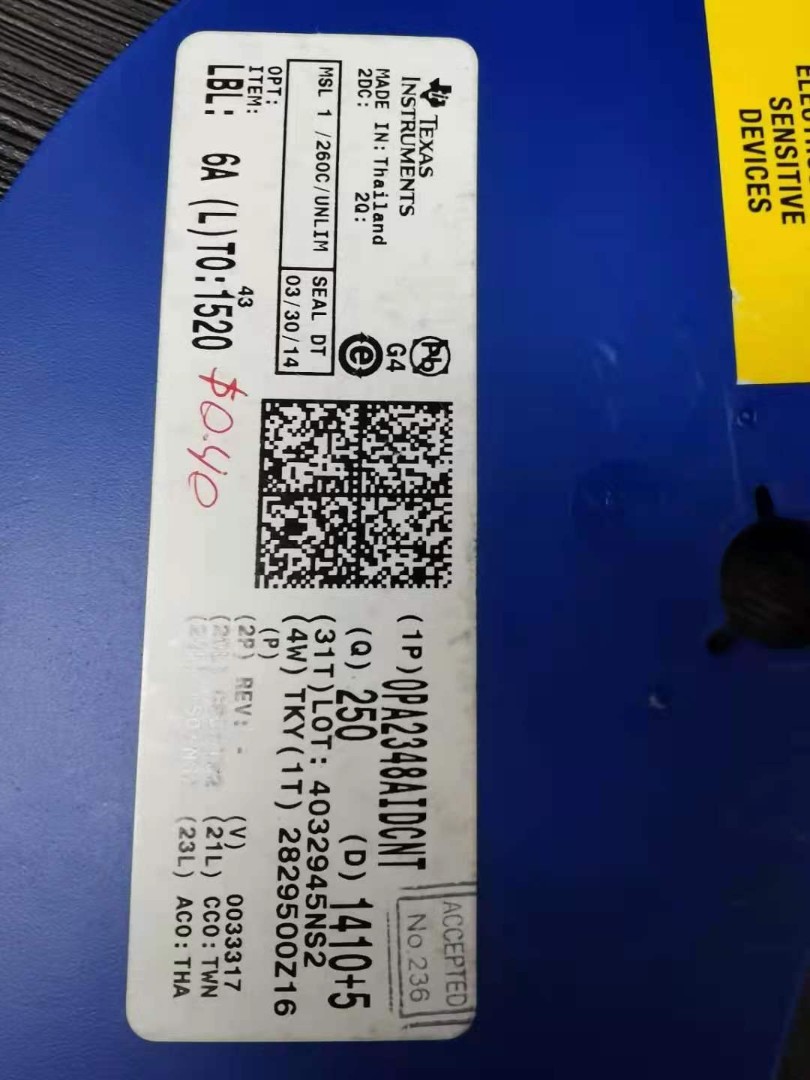 TEXAS
INSTRUMENTS
MADE IN:Thailand
2DC: 2Q:
Pb
G4
e
MSL 1 /260C/UNLIM
SEAL DT
03/30/14
OPT:
ITEM:
LBL: 6A (L)TO:1520
43
$0.40
(1P)OPA2348AIDCNT
(Q) 250 (D) 1410+5
(31T)LOT: 4032945NS2
(4W) TKY(1T) 2829500Z16
(P)
(2P) REV: - (V) 0033317
(21L) CCO:TWN
(23L) ACO:THA
ACCEPTED
No.236
SENSITIVE
DEVICES